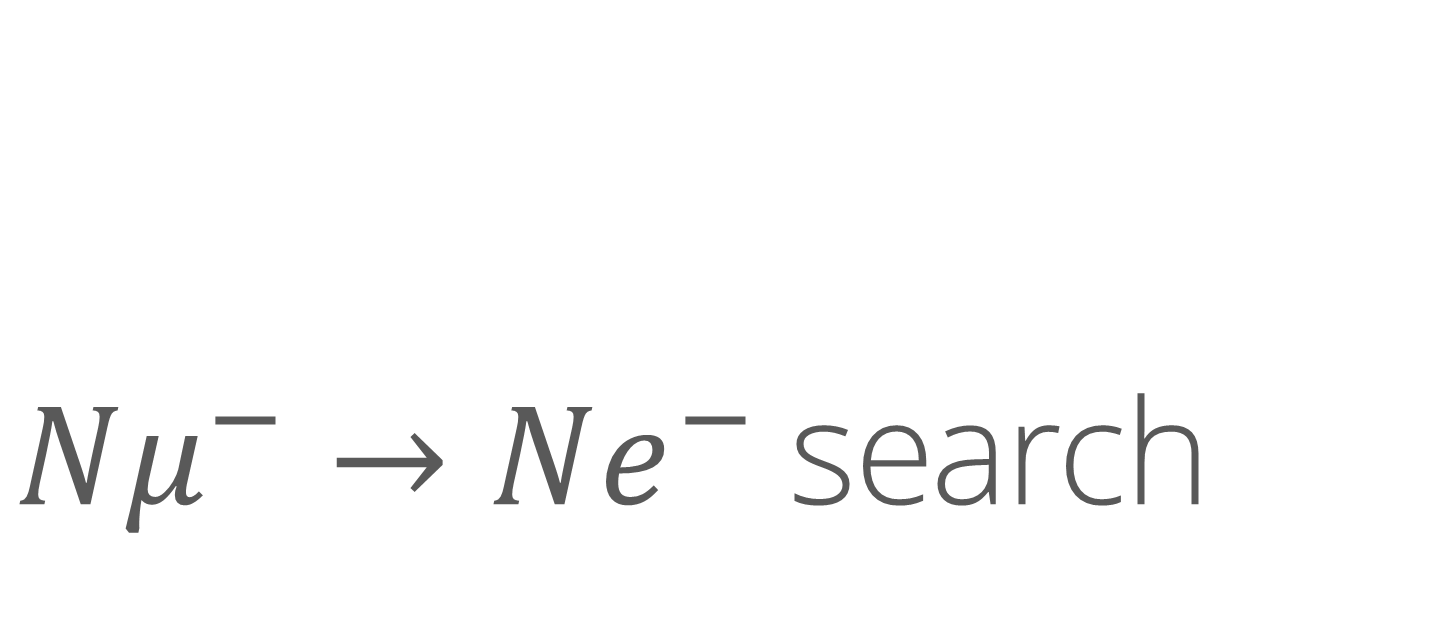 Nμ⁻ → Ne⁻ search